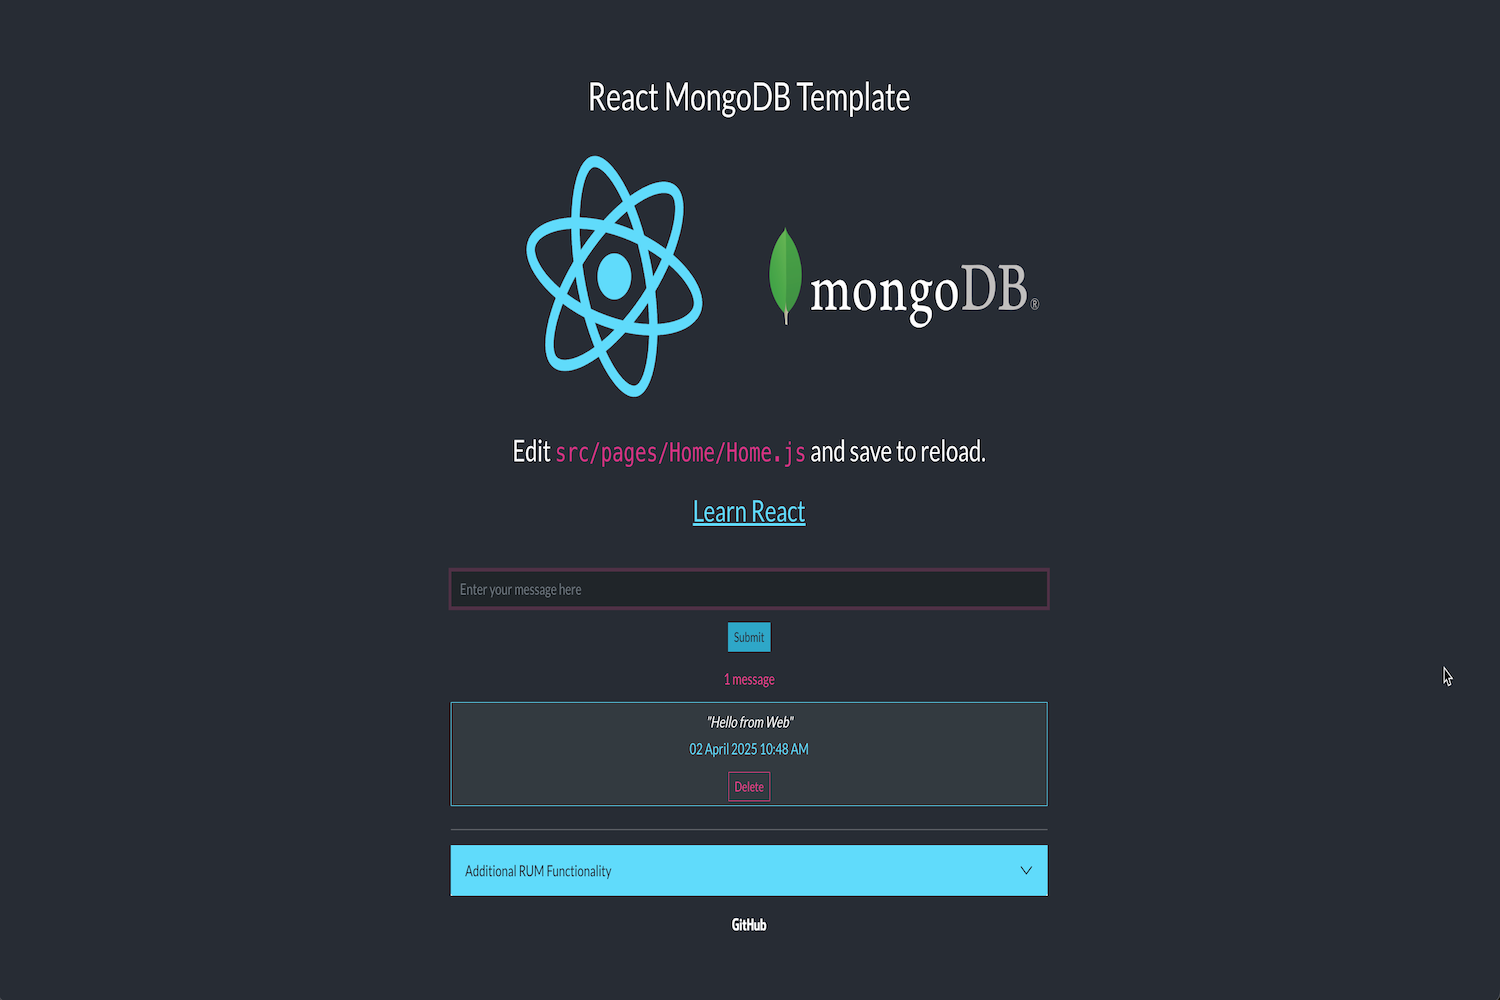 React MongoDB Template
mongoDB®
Edit src/pages/Home/Home.js and save to reload.
Learn React
Enter your message here
Submit
1 message
"Hello from Web"
02 April 2025 10:48 AM
Delete
Additional RUM Functionality
GitHub